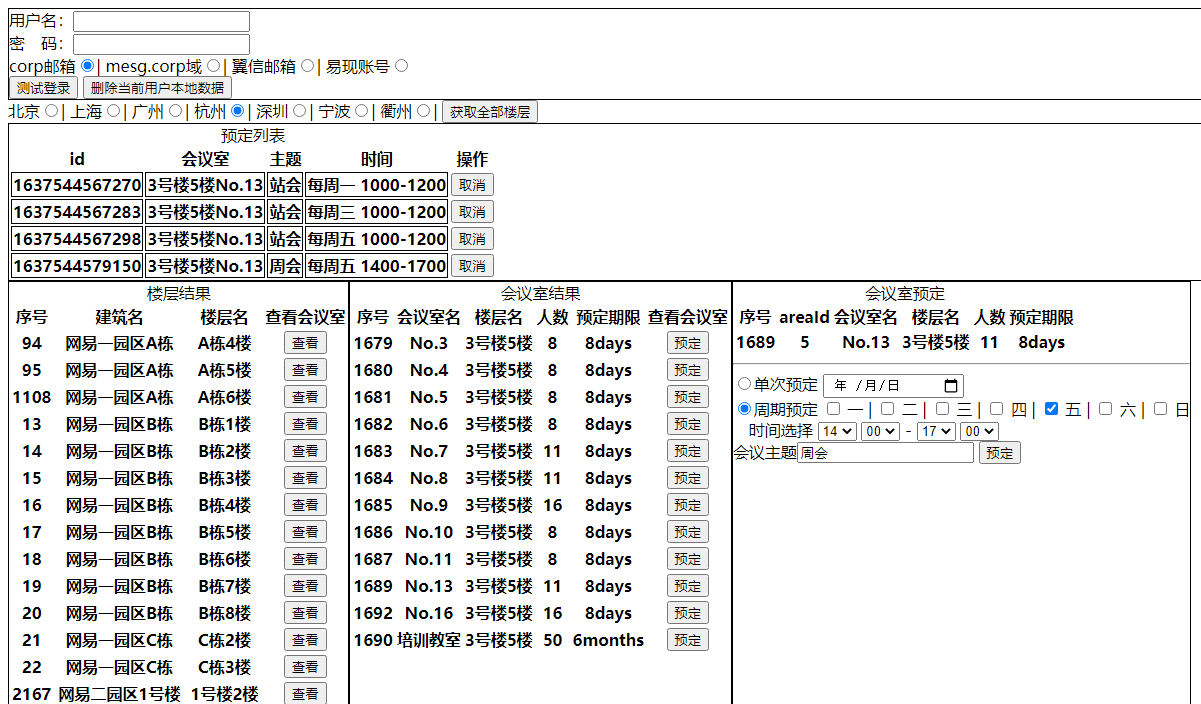 用户名：
密　码：
corp邮箱 | mesg.corp域 | 翼信邮箱 | 易现账号
测试登录 删除当前用户本地数据
北京 | 上海 | 广州 | 杭州 | 深圳 | 宁波 | 衢州 | 获取全部楼层
预定列表
id 会议室 主题 时间 操作
1637544567270 3号楼5楼No.13 站会 每周一 1000-1200 取消
1637544567283 3号楼5楼No.13 站会 每周三 1000-1200 取消
1637544567298 3号楼5楼No.13 站会 每周五 1000-1200 取消
1637544579150 3号楼5楼No.13 周会 每周五 1400-1700 取消
楼层结果
序号 建筑名 楼层名 查看会议室
94 网易一园区A栋 A栋4楼 查看
95 网易一园区A栋 A栋5楼 查看
1108 网易一园区A栋 A栋6楼 查看
13 网易一园区B栋 B栋1楼 查看
14 网易一园区B栋 B栋2楼 查看
15 网易一园区B栋 B栋3楼 查看
16 网易一园区B栋 B栋4楼 查看
17 网易一园区B栋 B栋5楼 查看
18 网易一园区B栋 B栋6楼 查看
19 网易一园区B栋 B栋7楼 查看
20 网易一园区B栋 B栋8楼 查看
21 网易一园区C栋 C栋2楼 查看
22 网易一园区C栋 C栋3楼 查看
2167 网易二园区1号楼 1号楼2楼 查看
会议室结果
序号 会议室名 楼层名 人数 预定期限 查看会议室
1679 No.3 3号楼5楼 8 8days 预定
1680 No.4 3号楼5楼 8 8days 预定
1681 No.5 3号楼5楼 8 8days 预定
1682 No.6 3号楼5楼 8 8days 预定
1683 No.7 3号楼5楼 11 8days 预定
1684 No.8 3号楼5楼 11 8days 预定
1685 No.9 3号楼5楼 16 8days 预定
1686 No.10 3号楼5楼 8 8days 预定
1687 No.11 3号楼5楼 8 8days 预定
1689 No.13 3号楼5楼 11 8days 预定
1692 No.16 3号楼5楼 16 8days 预定
1690 培训教室 3号楼5楼 50 6months 预定
会议室预定
序号 areaId 会议室名 楼层名 人数 预定期限
1689 5 No.13 3号楼5楼 11 8days
单次预定 年 /月/日
周期预定 一 | 二 | 三 | 四 | 五 | 六 | 日
时间选择 14 00 - 17 00
会议主题 周会 预定